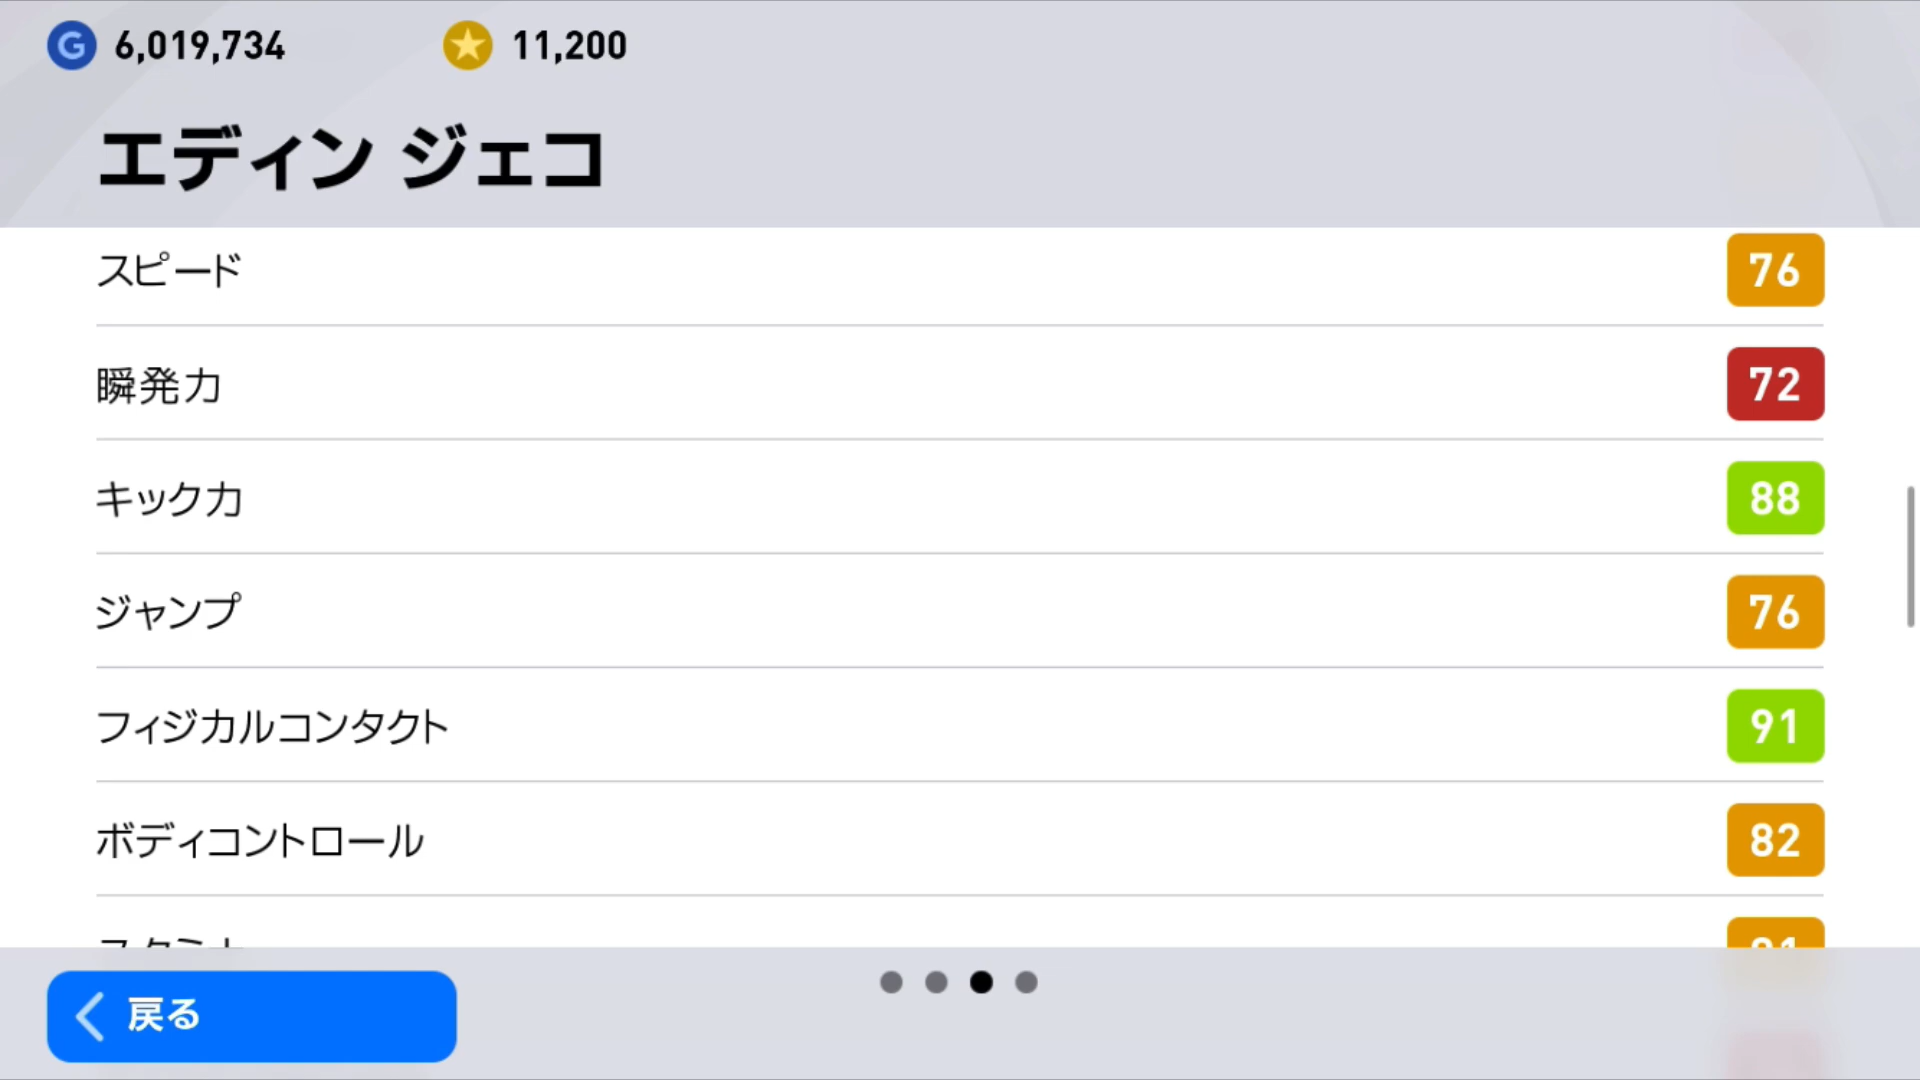 G 6,019,734 11,200
エディン ジェコ
スピード 76
瞬発力 72
キック力 88
ジャンプ 76
フィジカルコンタクト 91
ボディコントロール 82
戻る